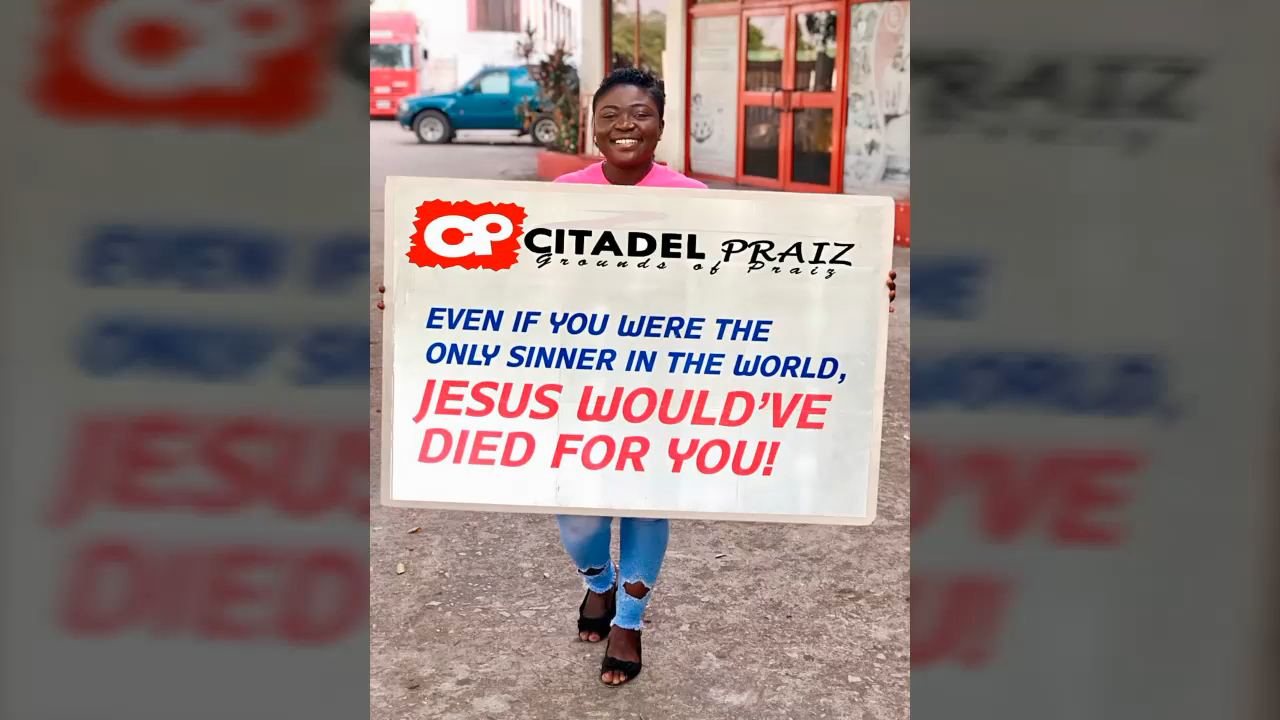 CP CITADEL PRAIZ
Grounds of Praiz
EVEN IF YOU WERE THE
ONLY SINNER IN THE WORLD,
JESUS WOULD'VE
DIED FOR YOU!